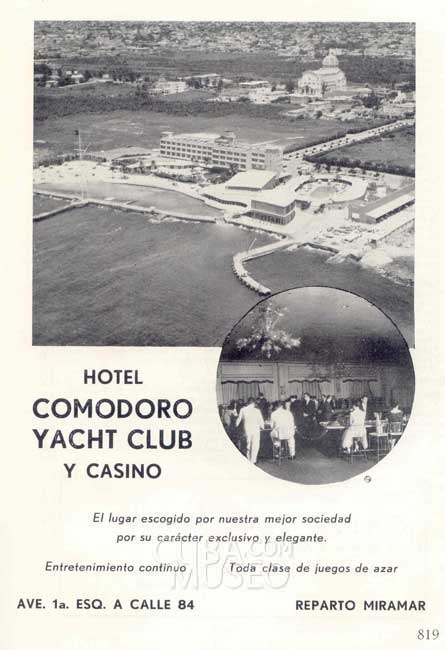 HOTEL
COMODORO
YACHT CLUB
Y CASINO
El lugar escogido por nuestra mejor sociedad
por su carácter exclusivo y elegante.
CUBA.COM
MUSEO
Entretenimiento continuo Toda clase de juegos de azar
AVE. 1a. ESQ. A CALLE 84 REPARTO MIRAMAR
819